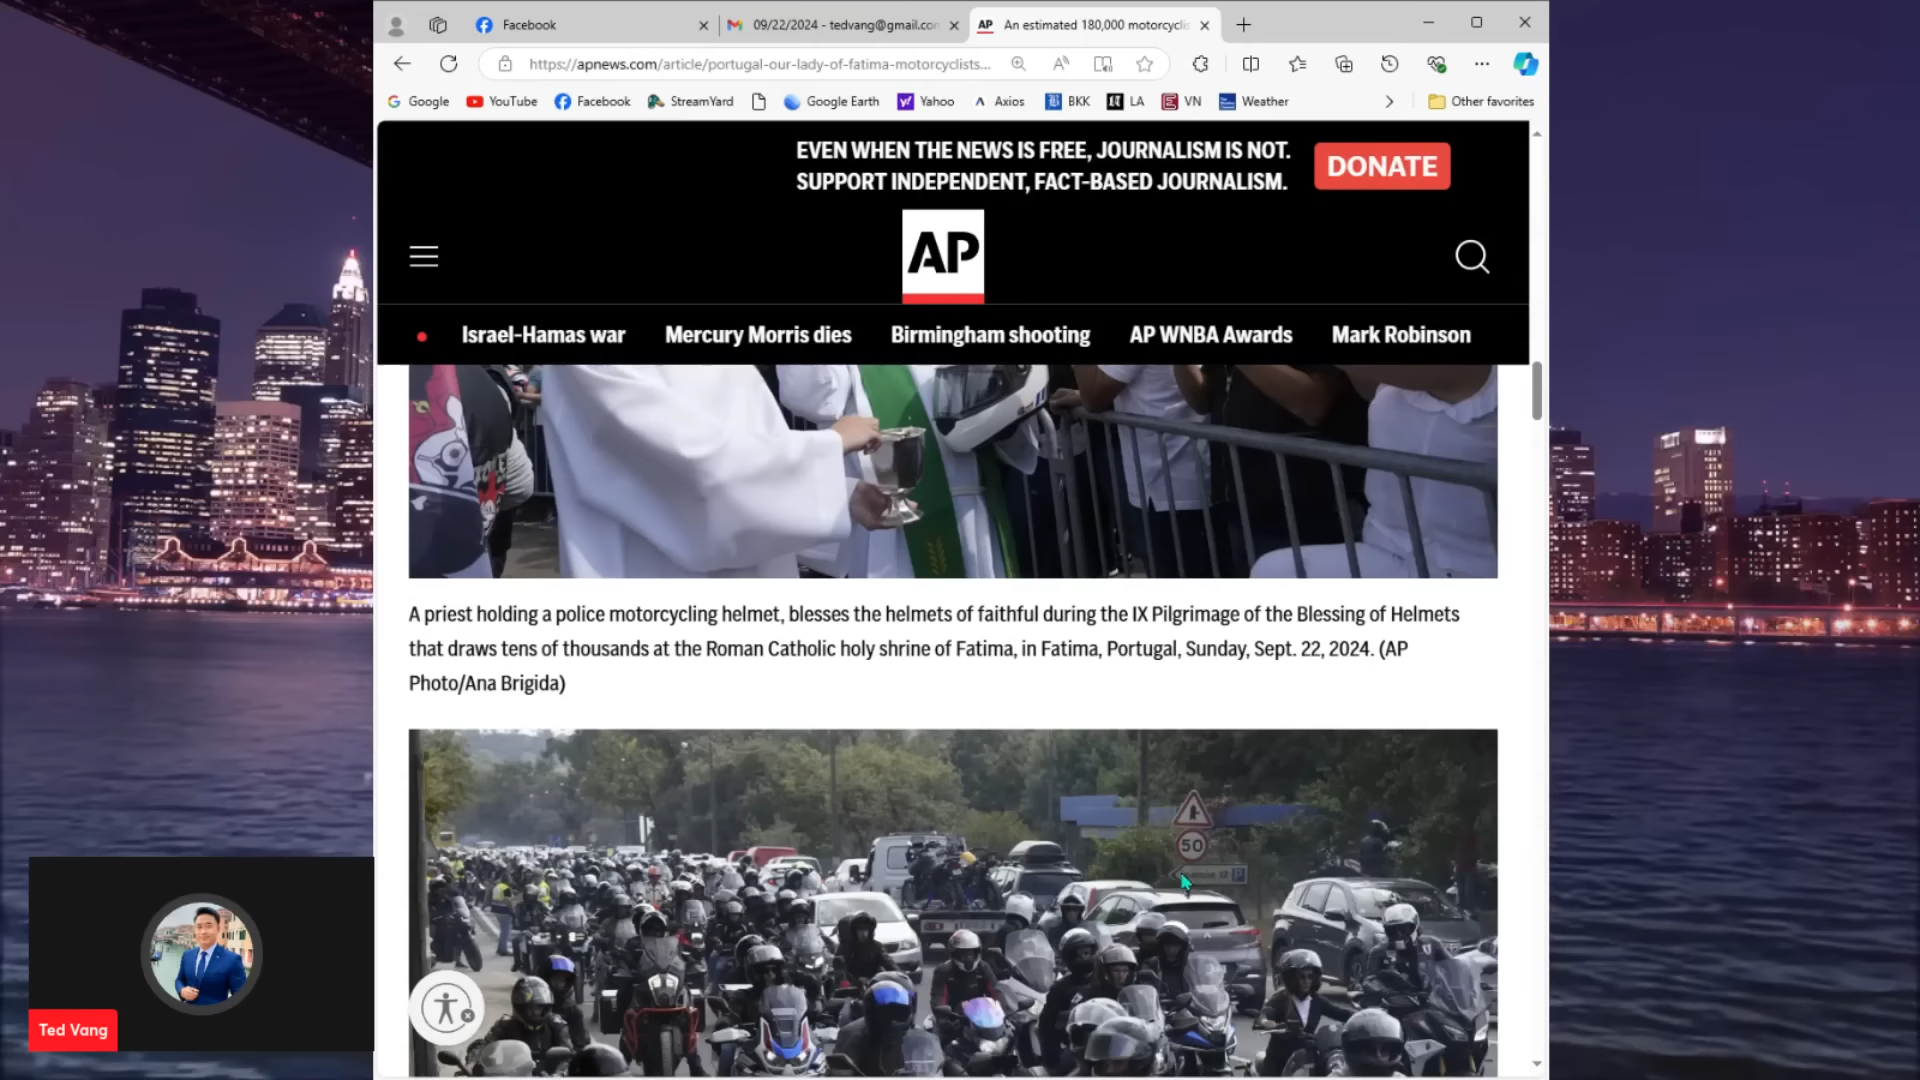 Facebook
09/22/2024 - tedvang@gmail.co
AP An estimated 180,000 motorcyclis
https://apnews.com/article/portugal-our-lady-of-fatima-motorcyclists...
Google
YouTube
Facebook
StreamYard
Google Earth
Yahoo
Axios
BKK
LA
VN
Weather
Other favorites
EVEN WHEN THE NEWS IS FREE, JOURNALISM IS NOT.
SUPPORT INDEPENDENT, FACT-BASED JOURNALISM.
DONATE
AP
Israel-Hamas war
Mercury Morris dies
Birmingham shooting
AP WNBA Awards
Mark Robinson
A priest holding a police motorcycling helmet, blesses the helmets of faithful during the IX Pilgrimage of the Blessing of Helmets
that draws tens of thousands at the Roman Catholic holy shrine of Fatima, in Fatima, Portugal, Sunday, Sept. 22, 2024. (AP
Photo/Ana Brigida)
50
Ted Vang